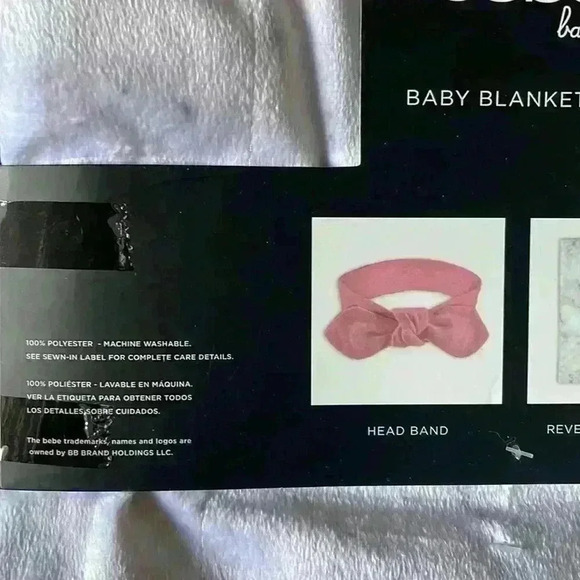 BABY BLANKET
100% POLYESTER - MACHINE WASHABLE.
SEE SEWN-IN LABEL FOR COMPLETE CARE DETAILS.
100% POLIÉSTER - LAVABLE EN MÁQUINA.
VER LA ETIQUETA PARA OBTENER TODOS
LOS DETALLES SOBRE CUIDADOS.
The bebe trademarks, names and logos are
owned by BB BRAND HOLDINGS LLC.
HEAD BAND
REVE